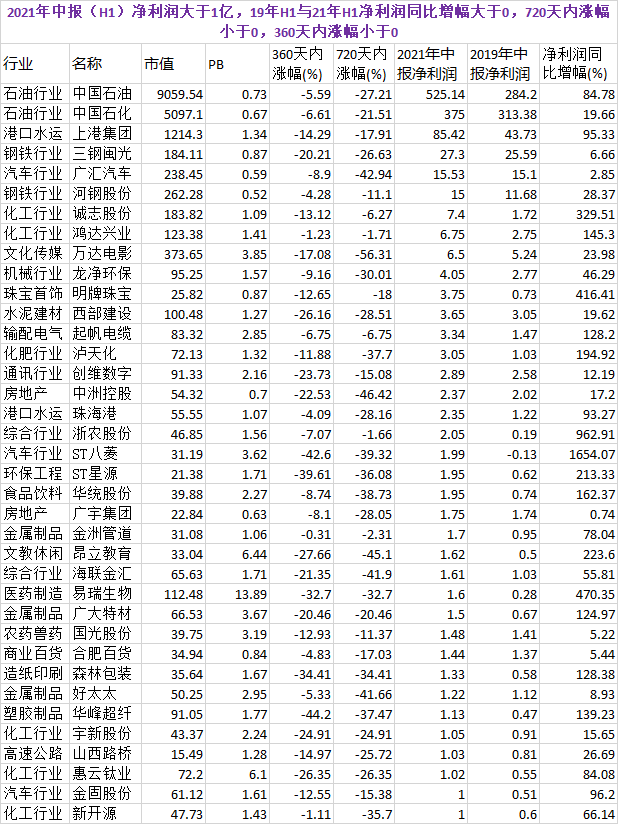 2021年中报（H1）净利润大于1亿，19年H1与21年H1净利润同比增幅大于0，720天内涨幅
小于0，360天内涨幅小于0
行业 名称 市值 PB 360天内涨幅(%) 720天内涨幅(%) 2021年中报净利润 2019年中报净利润 净利润同比增幅(%)
石油行业 中国石油 9059.54 0.73 -5.59 -27.21 525.14 284.2 84.78
石油行业 中国石化 5097.1 0.67 -6.61 -21.51 375 313.38 19.66
港口水运 上港集团 1214.3 1.34 -14.29 -17.91 85.42 43.73 95.33
钢铁行业 三钢闽光 184.11 0.87 -20.21 -26.63 27.3 25.59 6.66
汽车行业 广汇汽车 238.45 0.59 -8.9 -42.94 15.53 15.1 2.85
钢铁行业 河钢股份 262.28 0.52 -4.28 -11.1 15 11.68 28.37
化工行业 诚志股份 183.82 1.09 -13.12 -6.27 7.4 1.72 329.51
化工行业 鸿达兴业 123.38 1.41 -1.23 -1.71 6.75 2.75 145.3
文化传媒 万达电影 373.65 3.85 -17.08 -56.31 6.5 5.24 23.98
机械行业 龙净环保 95.25 1.57 -9.16 -30.01 4.05 2.77 46.29
珠宝首饰 明牌珠宝 25.82 0.87 -12.65 -18 3.75 0.73 416.41
水泥建材 西部建设 100.48 1.27 -26.16 -28.51 3.65 3.05 19.62
输配电气 起帆电缆 83.32 2.85 -6.75 -6.75 3.34 1.47 128.2
化肥行业 泸天化 72.13 1.32 -11.88 -37.7 3.05 1.03 194.92
通讯行业 创维数字 91.33 2.16 -23.73 -15.08 2.89 2.58 12.19
房地产 中洲控股 54.32 0.7 -22.53 -46.42 2.37 2.02 17.2
港口水运 珠海港 55.55 1.07 -4.09 -28.16 2.35 1.22 93.27
综合行业 浙农股份 46.85 1.56 -7.07 -1.66 2.05 0.19 962.91
汽车行业 ST八菱 31.19 3.62 -42.6 -39.32 1.99 -0.13 1654.07
环保工程 ST星源 21.38 1.71 -39.61 -36.08 1.95 0.62 213.33
食品饮料 华统股份 39.88 2.27 -8.74 -38.73 1.95 0.74 162.37
房地产 广宇集团 22.84 0.63 -8.1 -28.05 1.75 1.74 0.74
金属制品 金洲管道 31.08 1.06 -0.31 -2.31 1.7 0.95 78.04
文教休闲 昂立教育 33.04 6.44 -27.66 -45.1 1.62 0.5 223.6
综合行业 海联金汇 65.63 1.71 -21.35 -41.9 1.61 1.03 55.81
医药制造 易瑞生物 112.48 13.89 -32.7 -32.7 1.6 0.28 470.35
金属制品 广大特材 66.53 3.67 -20.46 -20.46 1.5 0.67 124.97
农药兽药 国光股份 39.75 3.19 -12.93 -11.37 1.48 1.41 5.22
商业百货 合肥百货 34.94 0.84 -4.83 -17.03 1.44 1.37 5.44
造纸印刷 森林包装 35.64 1.67 -34.41 -34.41 1.33 0.58 128.38
金属制品 好太太 50.25 2.95 -5.33 -41.66 1.22 1.12 8.93
塑胶制品 华峰超纤 91.05 1.77 -44.2 -37.47 1.13 0.47 139.23
化工行业 宇新股份 43.37 2.24 -24.91 -24.91 1.05 0.91 15.65
高速公路 山西路桥 15.49 1.28 -14.97 -25.72 1.03 0.81 26.69
化工行业 惠云钛业 72.2 6.1 -26.35 -26.35 1.02 0.55 84.08
汽车行业 金固股份 61.12 1.61 -12.55 -15.38 1 0.51 96.2
化工行业 新开源 47.73 1.43 -1.11 -35.7 1 0.6 66.14